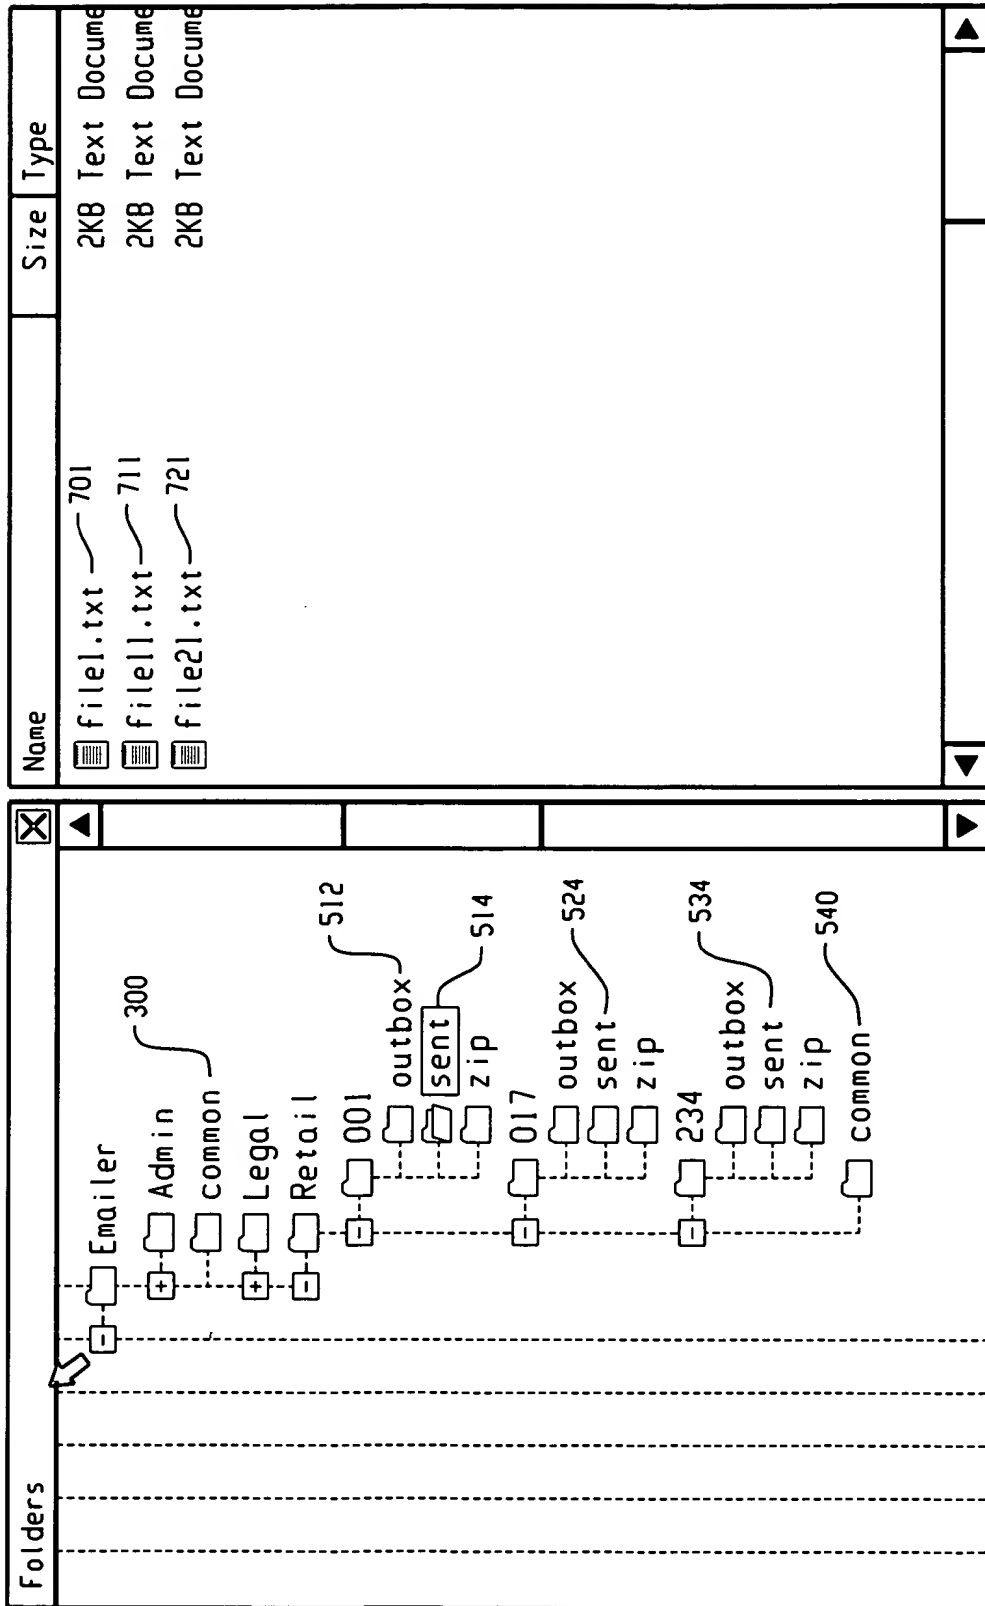 Folders
Emailer
Admin
common
300
Legal
Retail
001
outbox
512
sent
514
zip
017
outbox
sent
524
zip
234
outbox
sent
534
zip
common
540
Name Size Type
file1.txt 701 2KB Text Docume
file11.txt 711 2KB Text Docume
file21.txt 721 2KB Text Docume